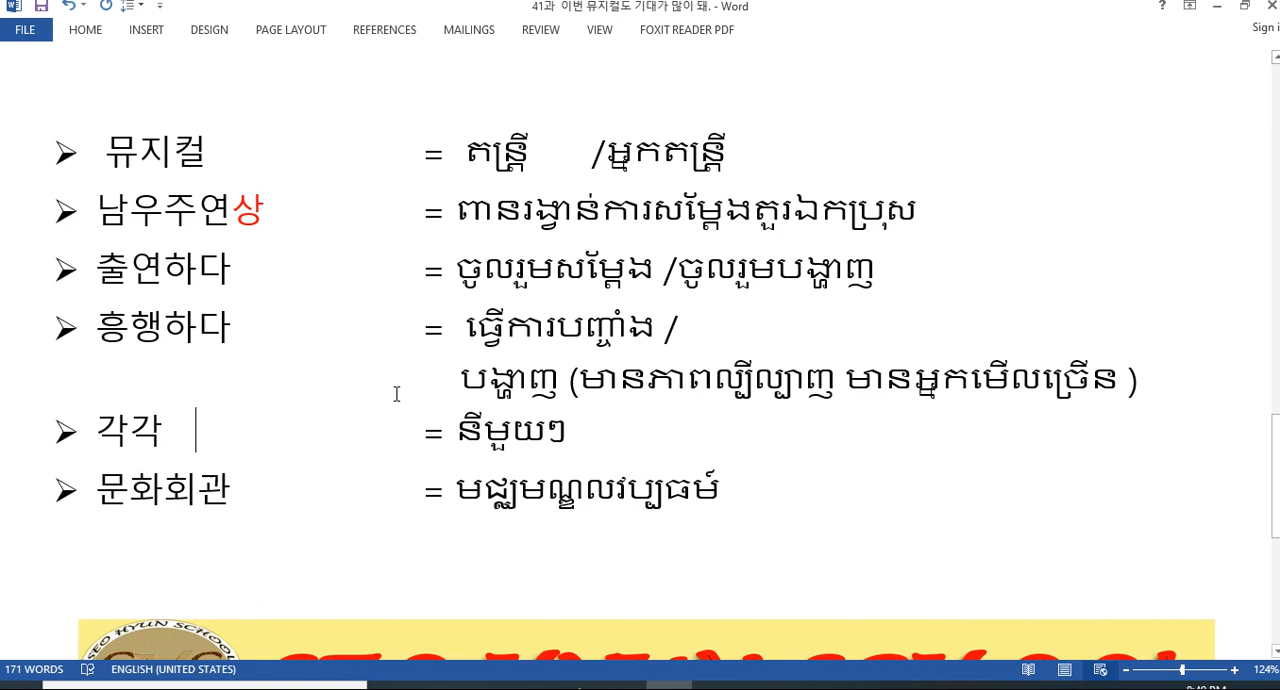 41과 이번 뮤지컬도 기대가 많이 돼. - Word
FILE HOME INSERT DESIGN PAGE LAYOUT REFERENCES MAILINGS REVIEW VIEW FOXIT READER PDF Sign i
➢ 뮤지컬 = តន្ត្រី /អ្នកតន្ត្រី
➢ 남우주연상 = ពានរង្វាន់ការសម្តែងតួរឯកប្រុស
➢ 출연하다 = ចូលរួមសម្តែង /ចូលរួមបង្ហាញ
➢ 흥행하다 = ធ្វើការបញ្ចាំង /
បង្ហាញ (មានភាពល្បីល្បាញ មានអ្នកមើលច្រើន )
➢ 각각 = នីមួយៗ
➢ 문화회관 = មជ្ឈមណ្ឌលវប្បធម៍
SEO HYUN SCHOOL
171 WORDS ENGLISH (UNITED STATES) 124%